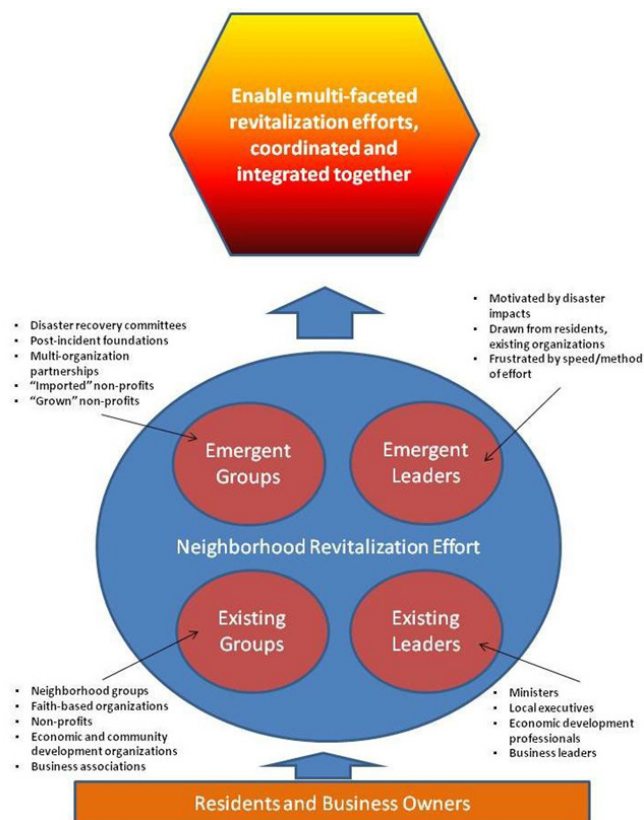 Enable multi-faceted
revitalization efforts,
coordinated and
integrated together
▪ Disaster recovery committees
▪ Post-incident foundations
▪ Multi-organization
partnerships
▪ “Imported” non-profits
▪ “Grown” non-profits
▪ Motivated by disaster
impacts
▪ Drawn from residents,
existing organizations
▪ Frustrated by speed/method
of effort
Emergent
Groups
Emergent
Leaders
Neighborhood Revitalization Effort
Existing
Groups
Existing
Leaders
▪ Neighborhood groups
▪ Faith-based organizations
▪ Non-profits
▪ Economic and community
development organizations
▪ Business associations
▪ Ministers
▪ Local executives
▪ Economic development
professionals
▪ Business leaders
Residents and Business Owners